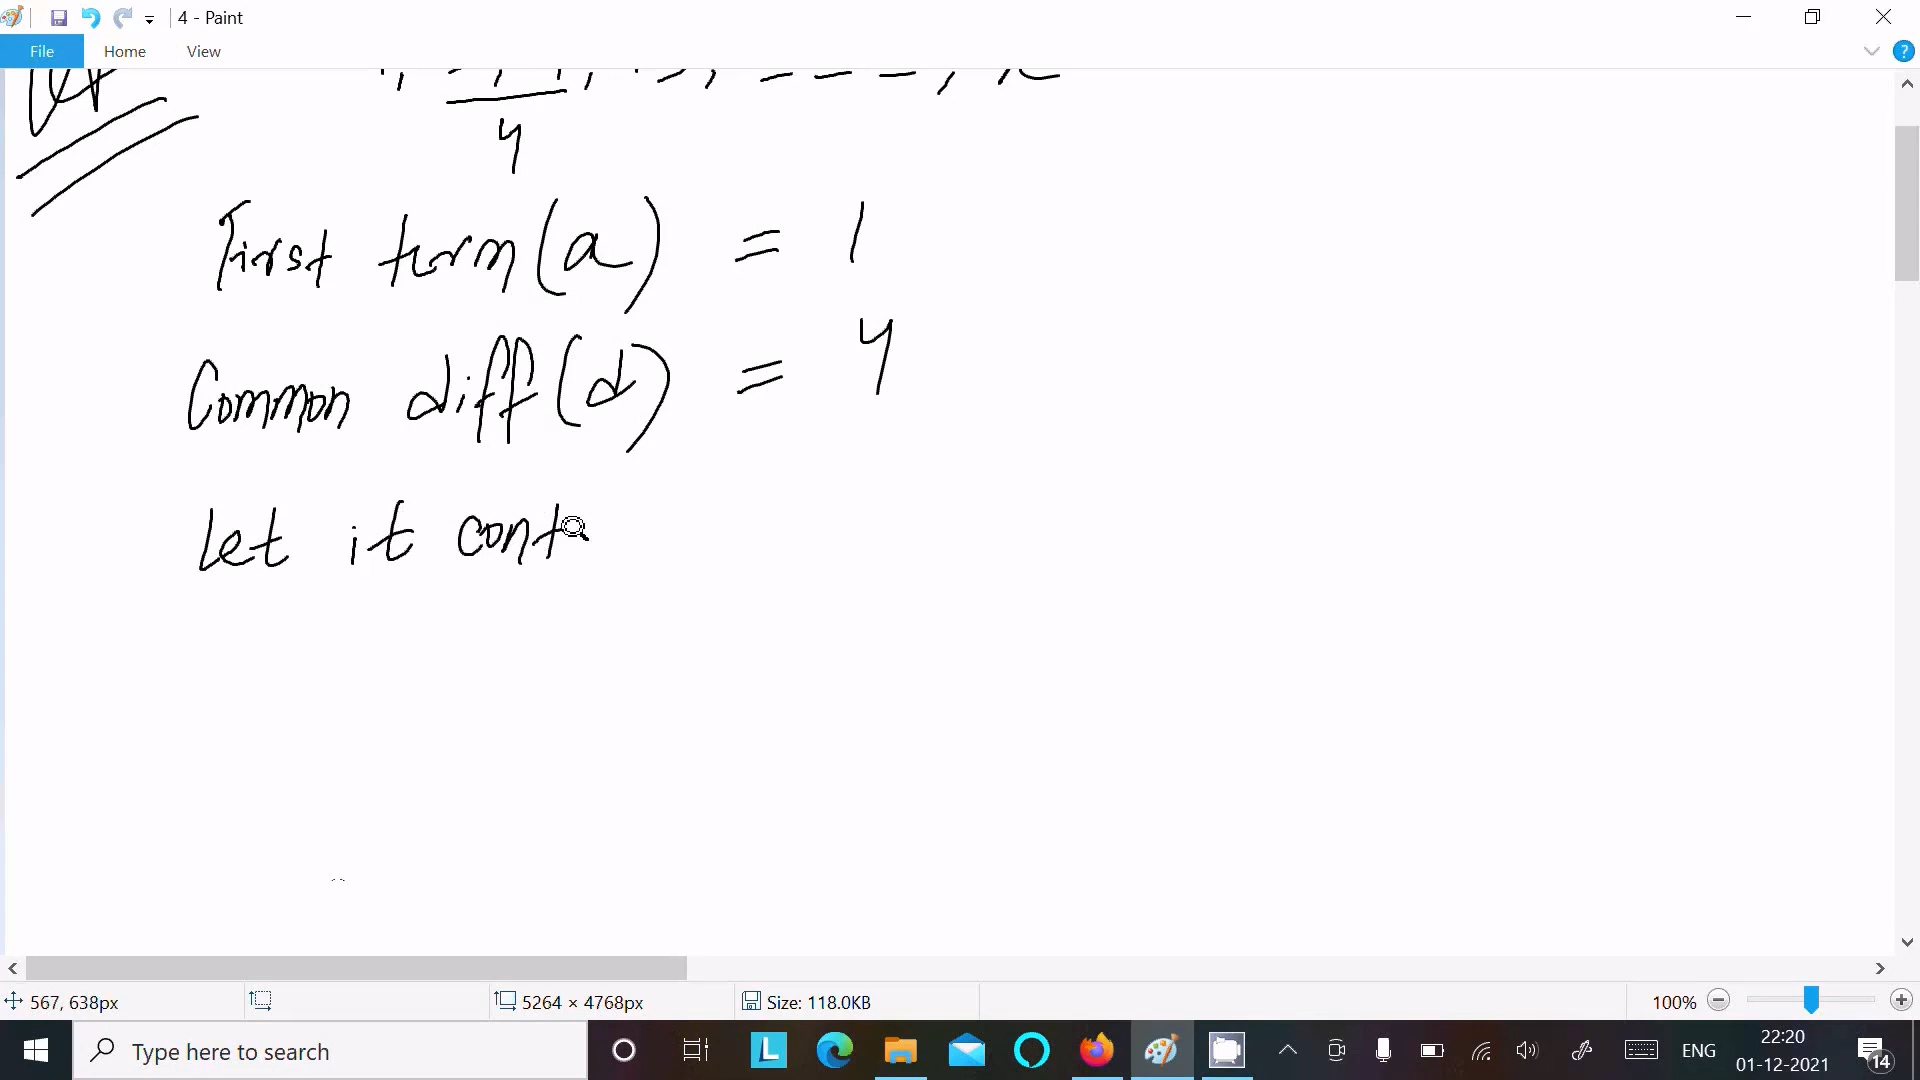 4 - Paint
File Home View
4
First term (a) = 1
Common diff (d) = 4
Let it cont
567, 638px
5264 × 4768px
Size: 118.0KB
100%
Type here to search
L
ENG
22:20
01-12-2021
14